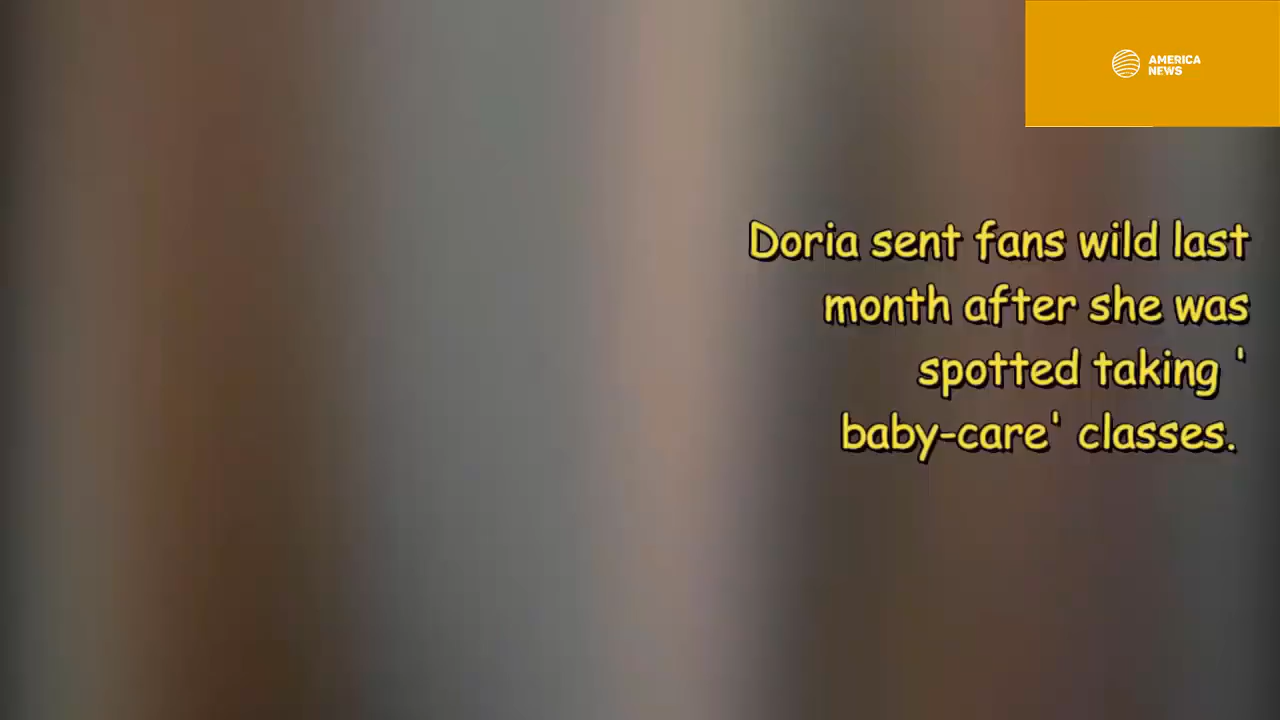 AMERICA
NEWS
Doria sent fans wild last
month after she was
spotted taking '
baby-care' classes.